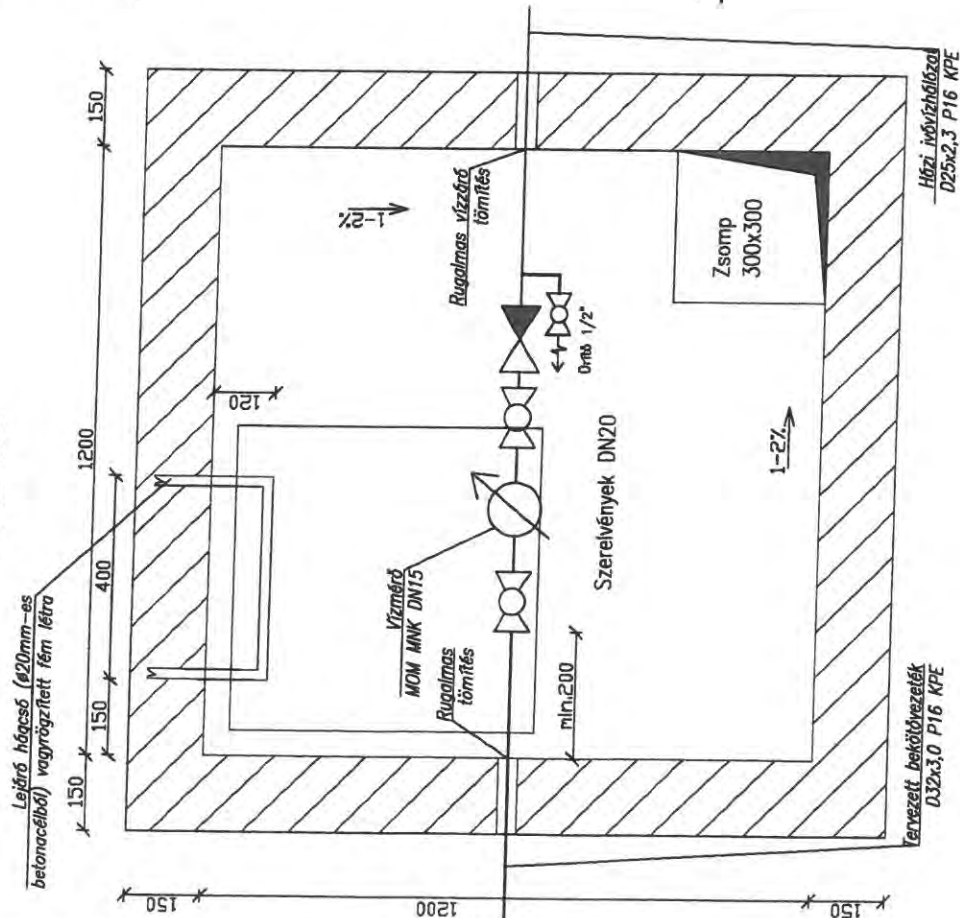 Lejáró hágcsó (ø20mm-es
betonacélból) vagyrögzített fém létra
150
1200
150
150
400
120
1-2%
Rugalmas vízzáró
tömítés
Házi ivóvízhálózat
D25x2,3 P16 KPE
Zsomp
300x300
Ürítő 1/2"
Vízmérő
MOM MNK DN15
Szerelvények DN20
1-2%
Rugalmas
tömítés
min.200
Tervezett bekötővezeték
D32x3,0 P16 KPE
150
1200
150